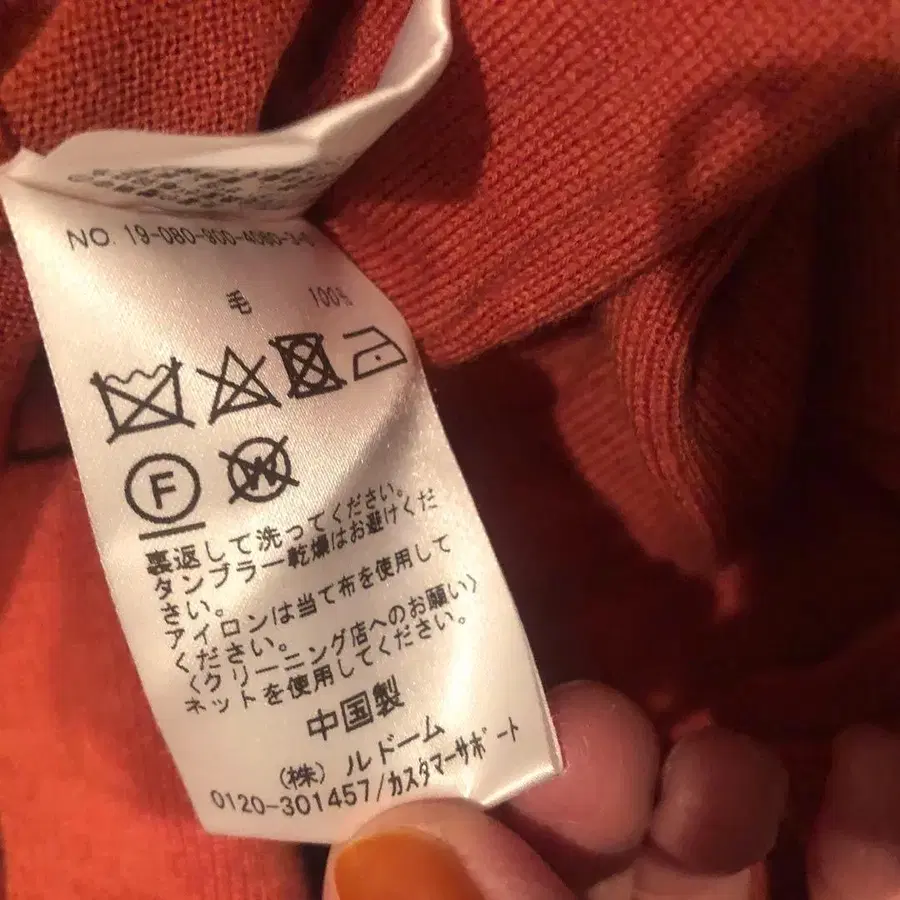 NO. 19-080-900-4080-3-0
毛 100%
F W
裏返して洗ってください。
タンブラー乾燥はお避けくだ
さい。
アイロンは当て布を使用して
ください。
〈クリーニング店へのお願い〉
ネットを使用してください。
中国製
(株) ルドーム
0120-301457/カスタマーサポート